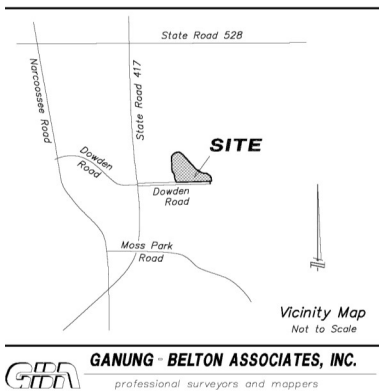 State Road 528
Narcoossee Road
State Road 417
SITE
Dowden
Road
Dowden
Road
Moss Park
Road
Vicinity Map
Not to Scale
GBA
GANUNG - BELTON ASSOCIATES, INC.
professional surveyors and mappers